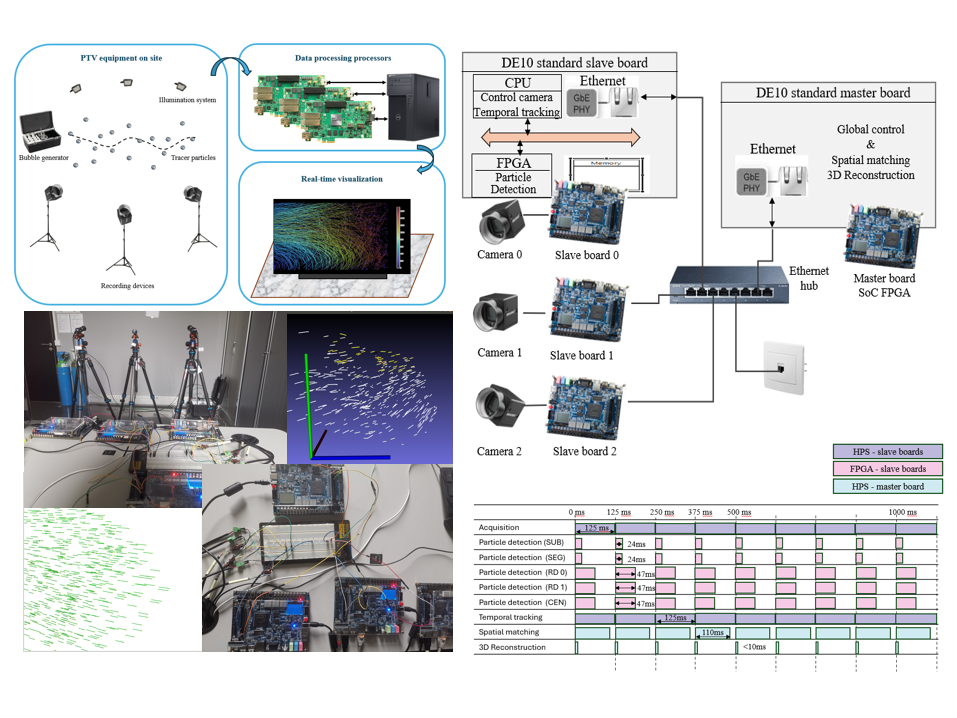 PTV equipment on site
Illumination system
Bubble generator
Tracer particles
Recording devices
Data processing processors
Real-time visualization
DE10 standard slave board
CPU
Control camera
Temporal tracking
Ethernet
GbE
PHY
FPGA
Particle
Detection
Memory
Camera 0
Slave board 0
Camera 1
Slave board 1
Camera 2
Slave board 2
DE10 standard master board
Global control
&
Spatial matching
3D Reconstruction
Ethernet
GbE
PHY
Ethernet
hub
Master board
SoC FPGA
HPS - slave boards
FPGA - slave boards
HPS - master board
0 ms
125 ms
250 ms
375 ms
500 ms
1000 ms
Acquisition
125 ms
Particle detection (SUB)
24ms
Particle detection (SEG)
24ms
Particle detection (RD 0)
47ms
Particle detection (RD 1)
47ms
Particle detection (CEN)
47ms
Temporal tracking
125ms
Spatial matching
110ms
3D Reconstruction
<10ms